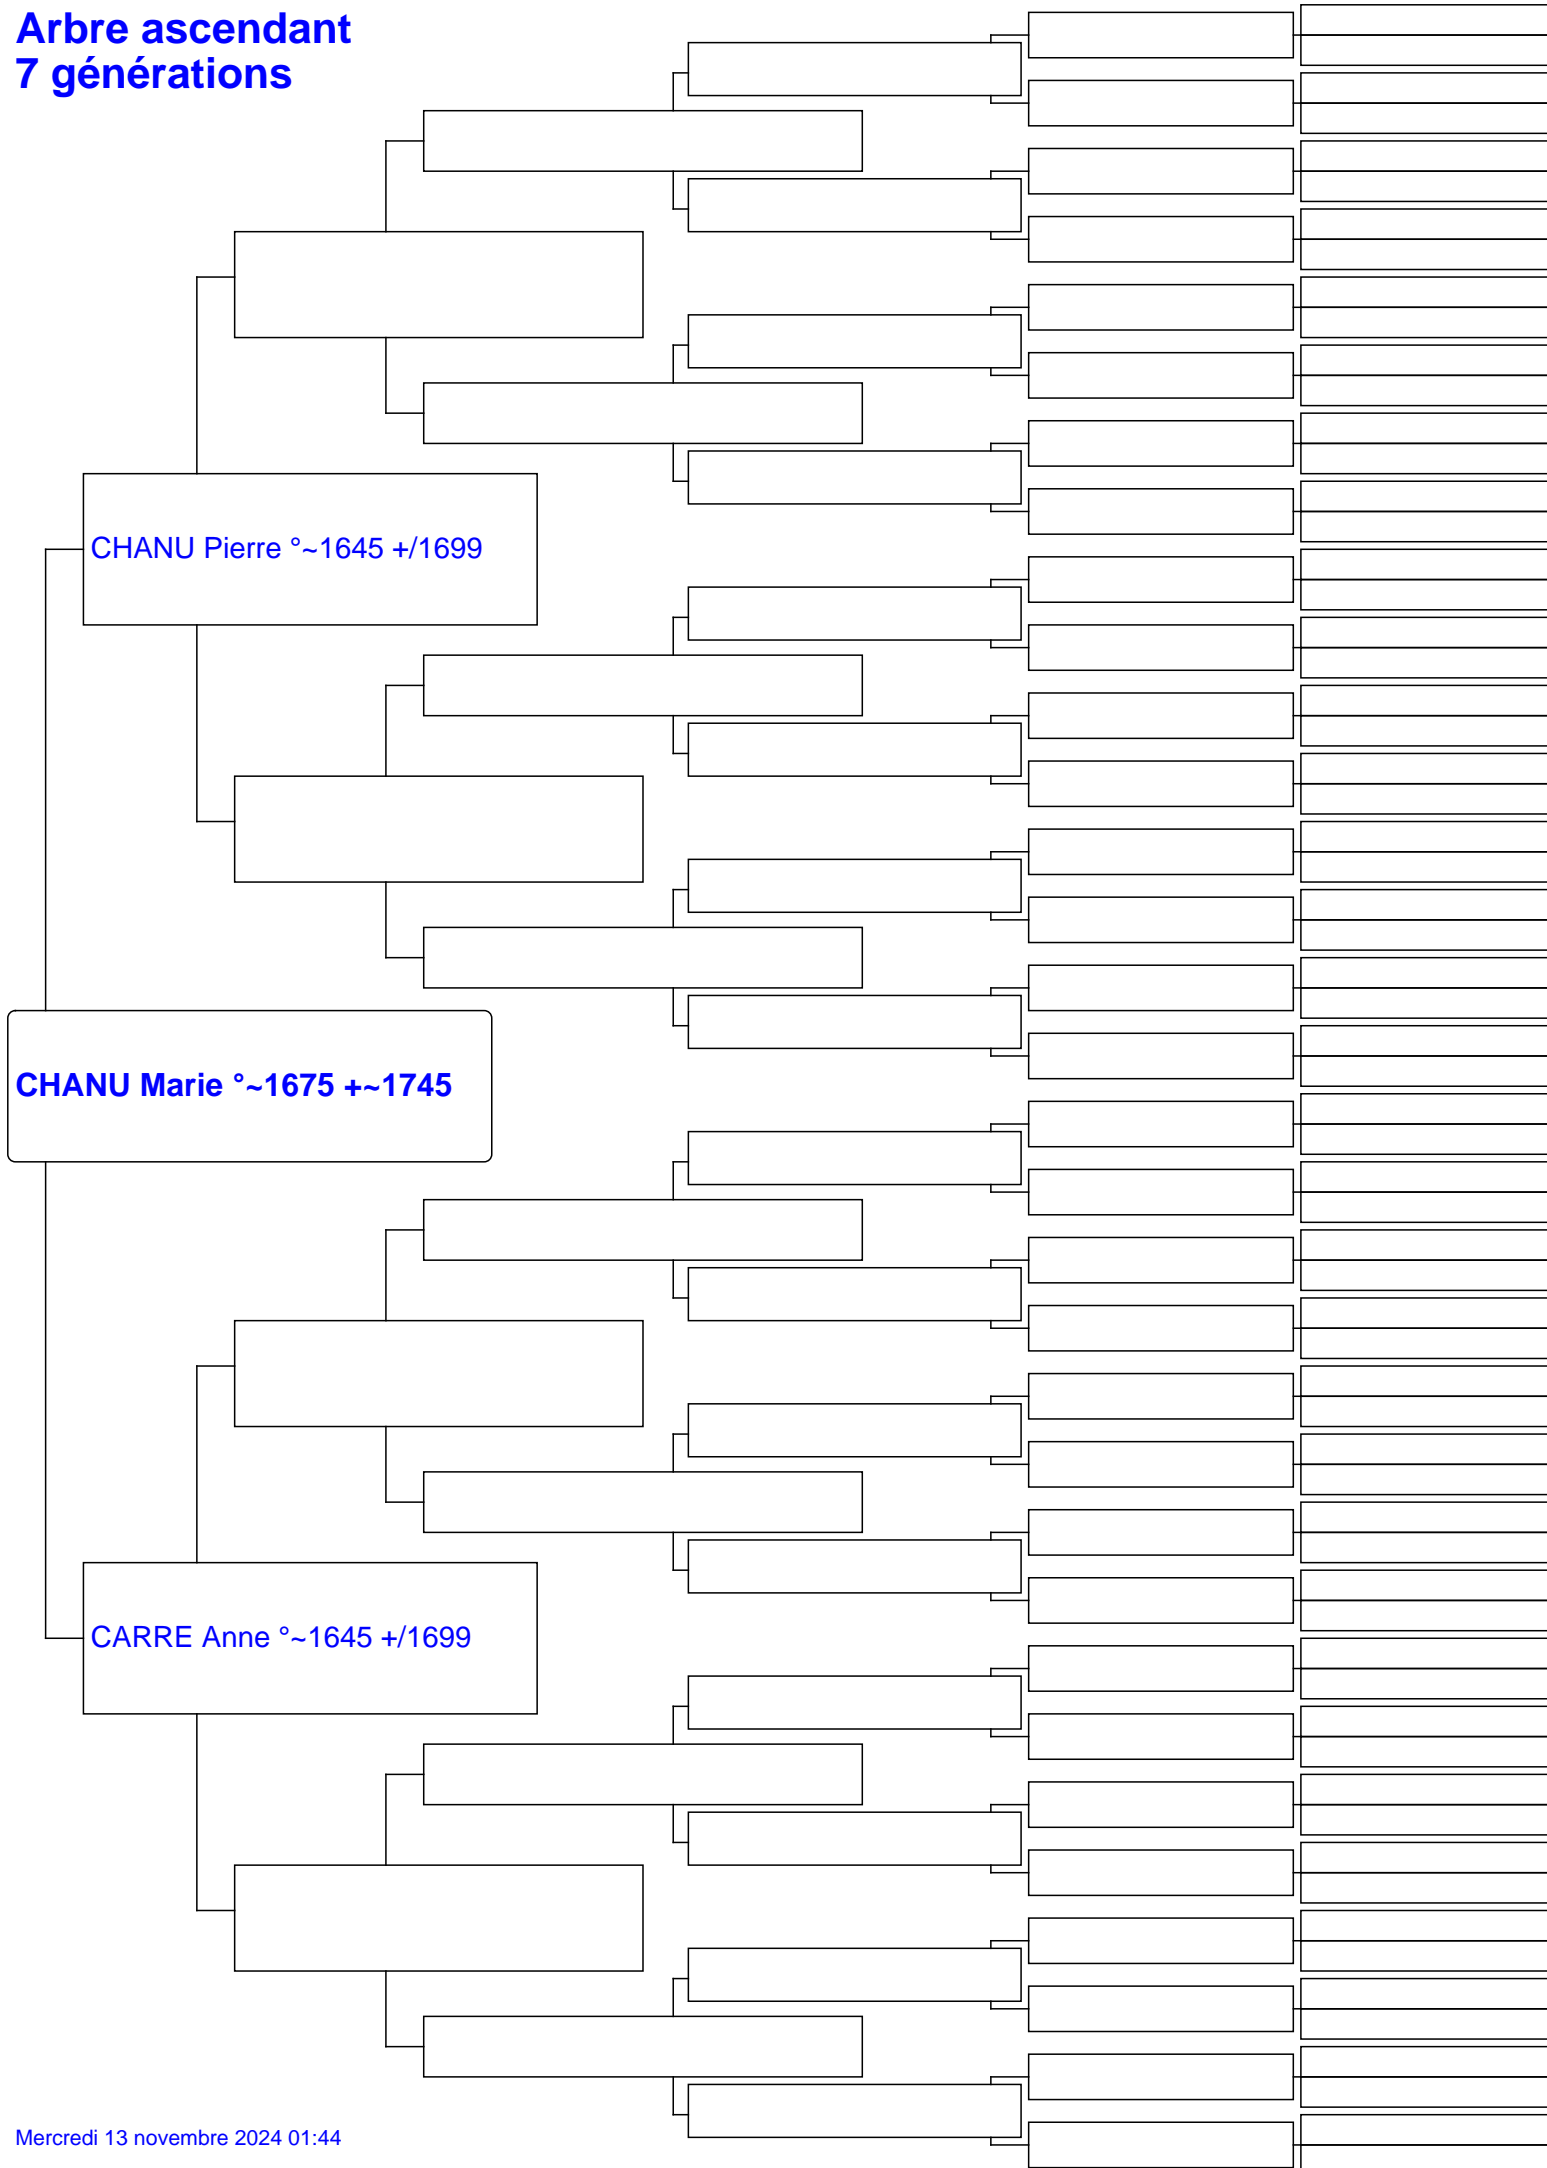 Arbre ascendant
7 générations
CHANU Pierre °~1645 +/1699
CHANU Marie °~1675 +~1745
CARRE Anne °~1645 +/1699
Mercredi 13 novembre 2024 01:44